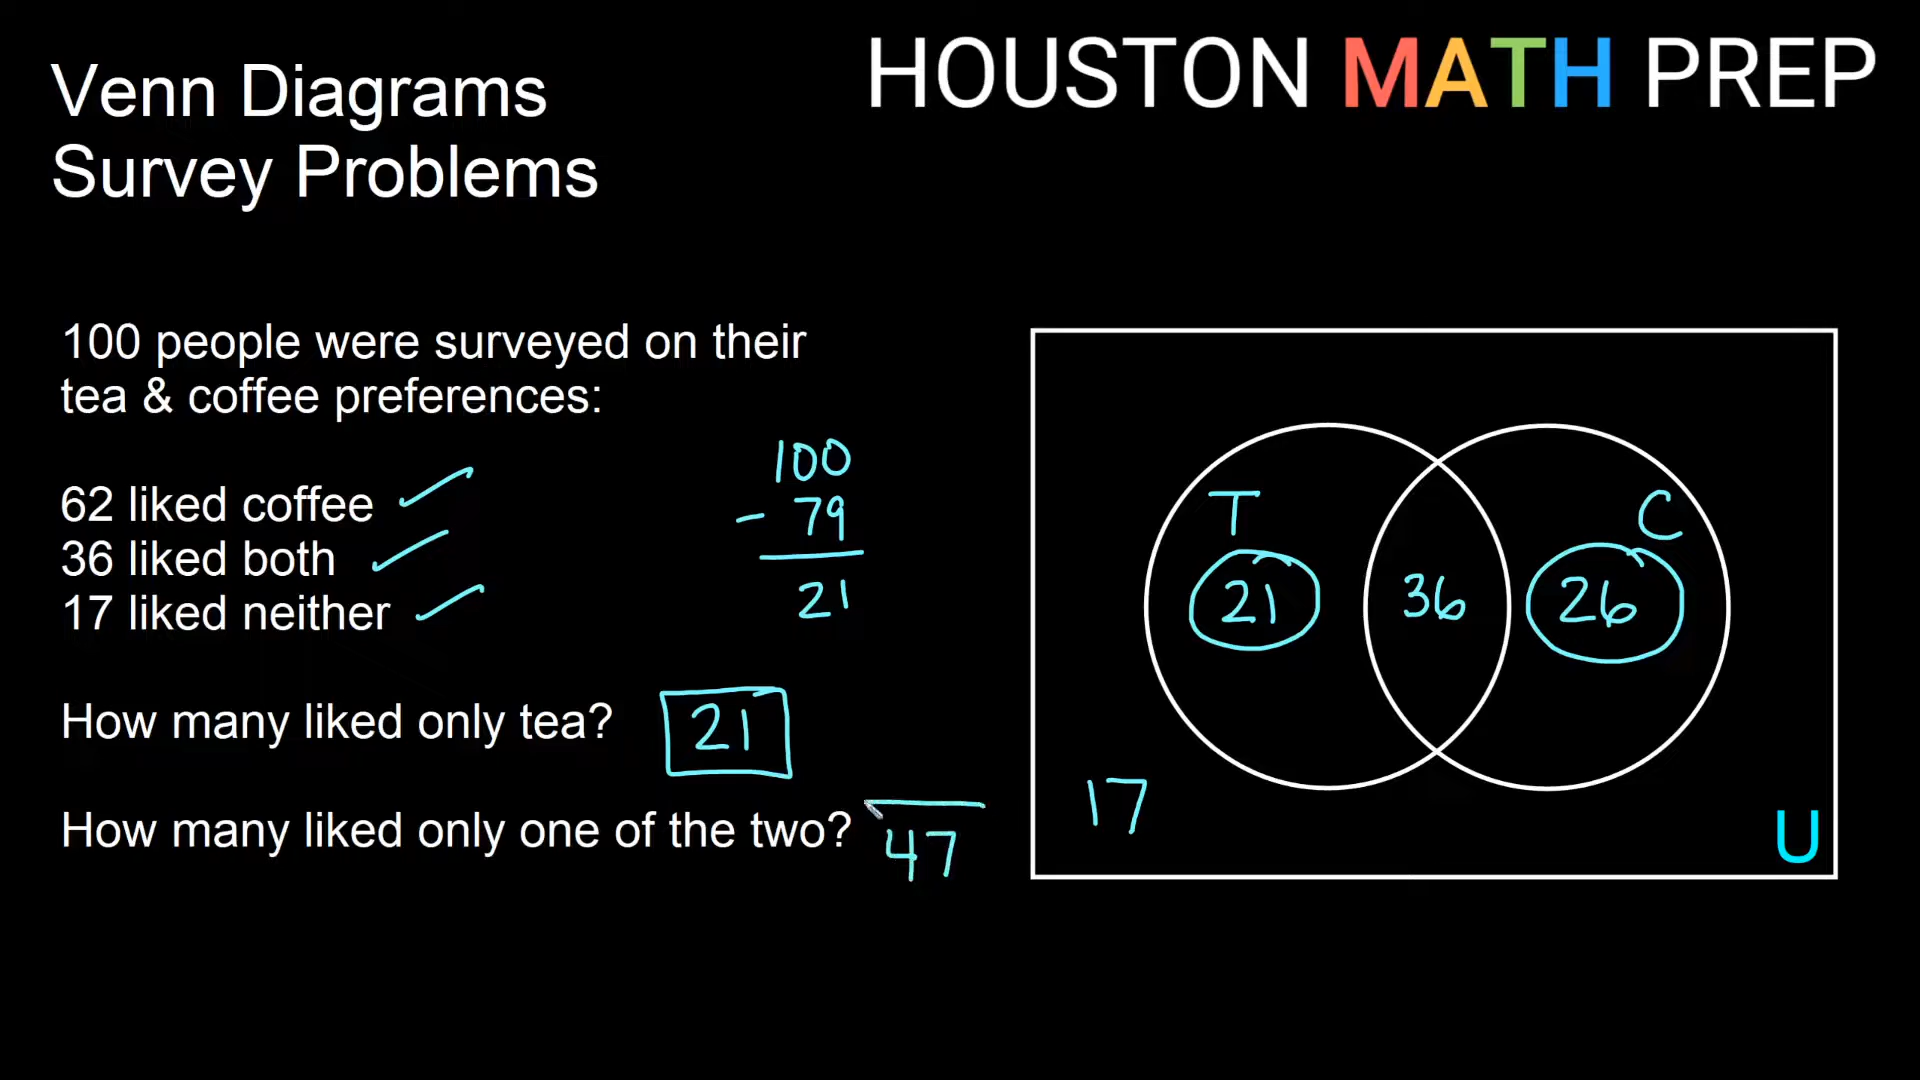 Venn Diagrams
Survey Problems
HOUSTON MATH PREP
100 people were surveyed on their
tea & coffee preferences:
62 liked coffee
36 liked both
17 liked neither
100
- 79
21
How many liked only tea? 21
How many liked only one of the two? 47
T
C
21 36 26
17
U